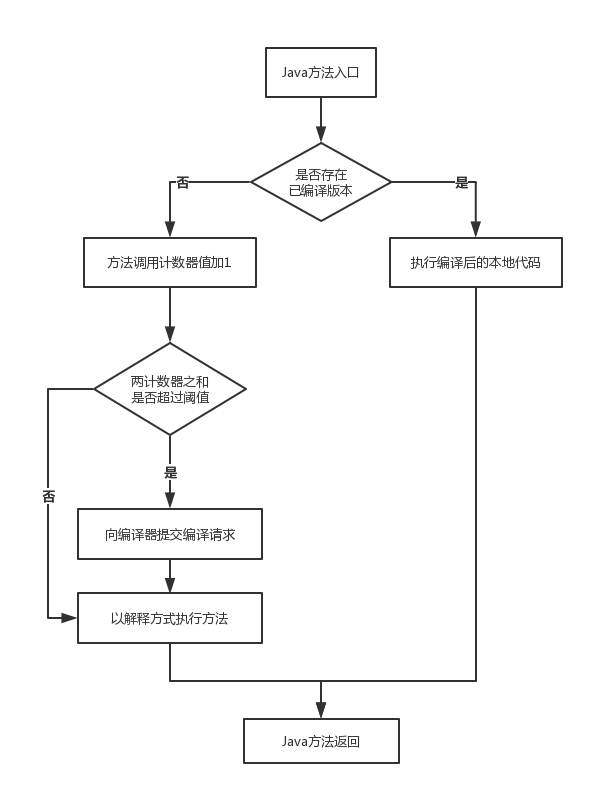 Java方法入口
是否存在
已编译版本
否
是
方法调用计数器值加1
执行编译后的本地代码
两计数器之和
是否超过阈值
是
否
向编译器提交编译请求
以解释方式执行方法
Java方法返回